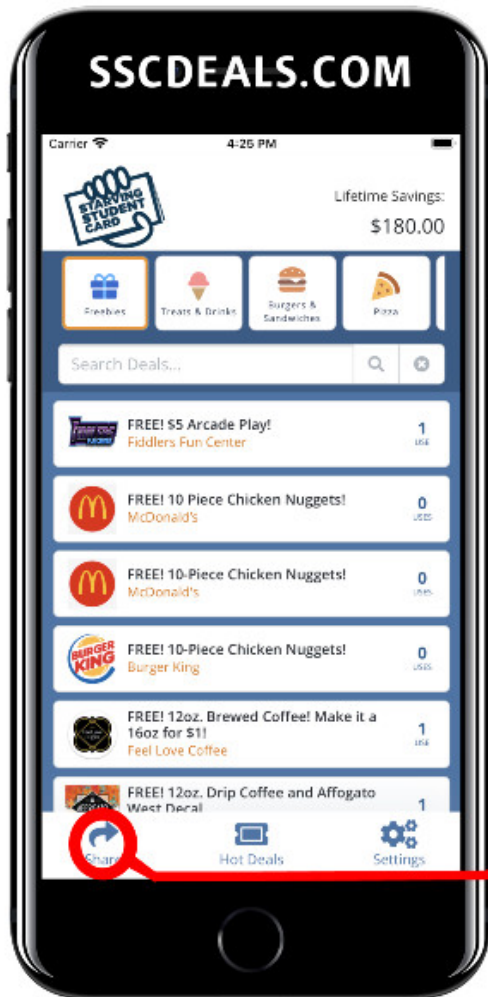 SSCDEALS.COM
Carrier
4:26 PM
STARVING
STUDENT
CARD
Lifetime Savings:
$180.00
Freebies
Treats & Drinks
Burgers &
Sandwiches
Pizza
Search Deals...
FREE! $5 Arcade Play!
Fiddlers Fun Center
1
USE
FREE! 10 Piece Chicken Nuggets!
McDonald's
0
USES
FREE! 10-Piece Chicken Nuggets!
McDonald's
0
USES
BURGER
KING
FREE! 10-Piece Chicken Nuggets!
Burger King
0
USES
FREE! 12oz. Brewed Coffee! Make it a
16oz for $1!
Feel Love Coffee
1
USE
FREE! 12oz. Drip Coffee and Affogato
West Decal
1
Share
Hot Deals
Settings